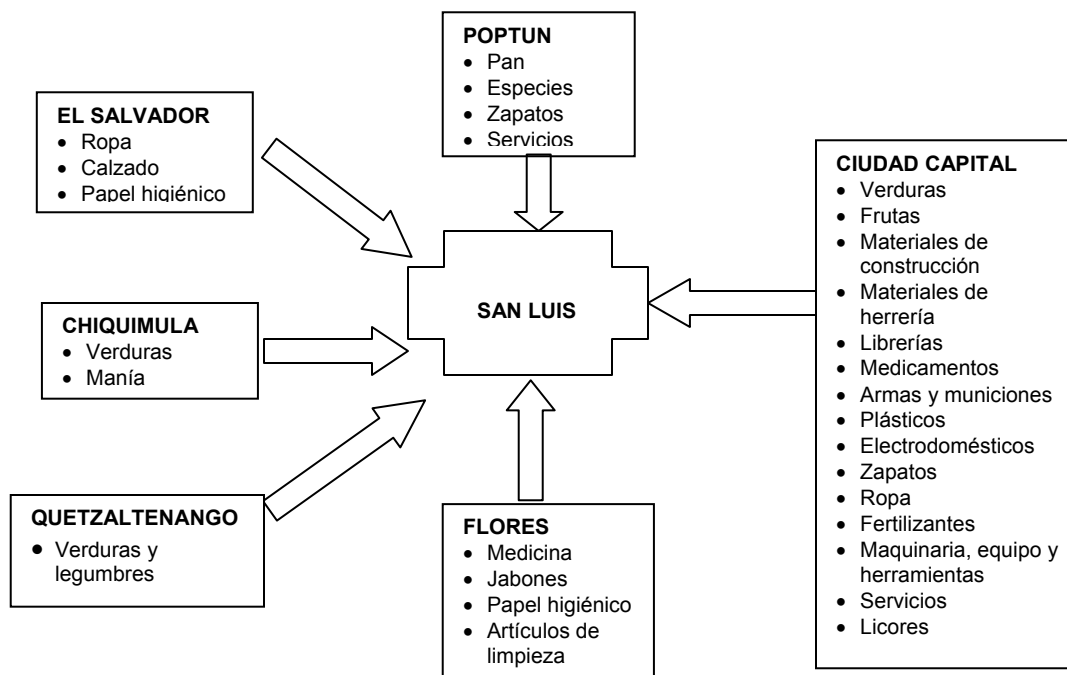 POPTUN
• Pan
• Especies
• Zapatos
• Servicios
EL SALVADOR
• Ropa
• Calzado
• Papel higiénico
CIUDAD CAPITAL
• Verduras
• Frutas
• Materiales de
construcción
• Materiales de
herrería
• Librerías
• Medicamentos
• Armas y municiones
• Plásticos
• Electrodomésticos
• Zapatos
• Ropa
• Fertilizantes
• Maquinaria, equipo y
herramientas
• Servicios
• Licores
SAN LUIS
CHIQUIMULA
• Verduras
• Manía
QUETZALTENANGO
• Verduras y
legumbres
FLORES
• Medicina
• Jabones
• Papel higiénico
• Artículos de
limpieza